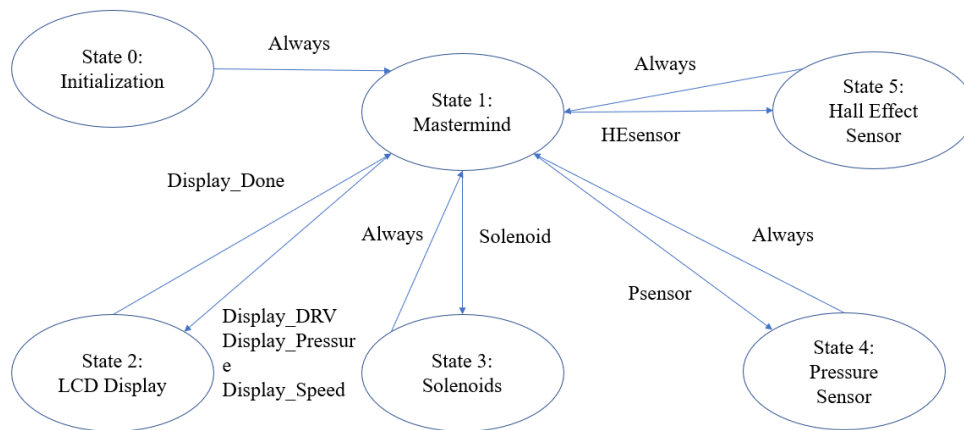 State 0:
Initialization
Always
State 1:
Mastermind
Always
State 5:
Hall Effect
Sensor
HEsensor
Display_Done
Always
Solenoid
Always
Psensor
Display_DRV
Display_Pressur
e
Display_Speed
State 2:
LCD Display
State 3:
Solenoids
State 4:
Pressure
Sensor